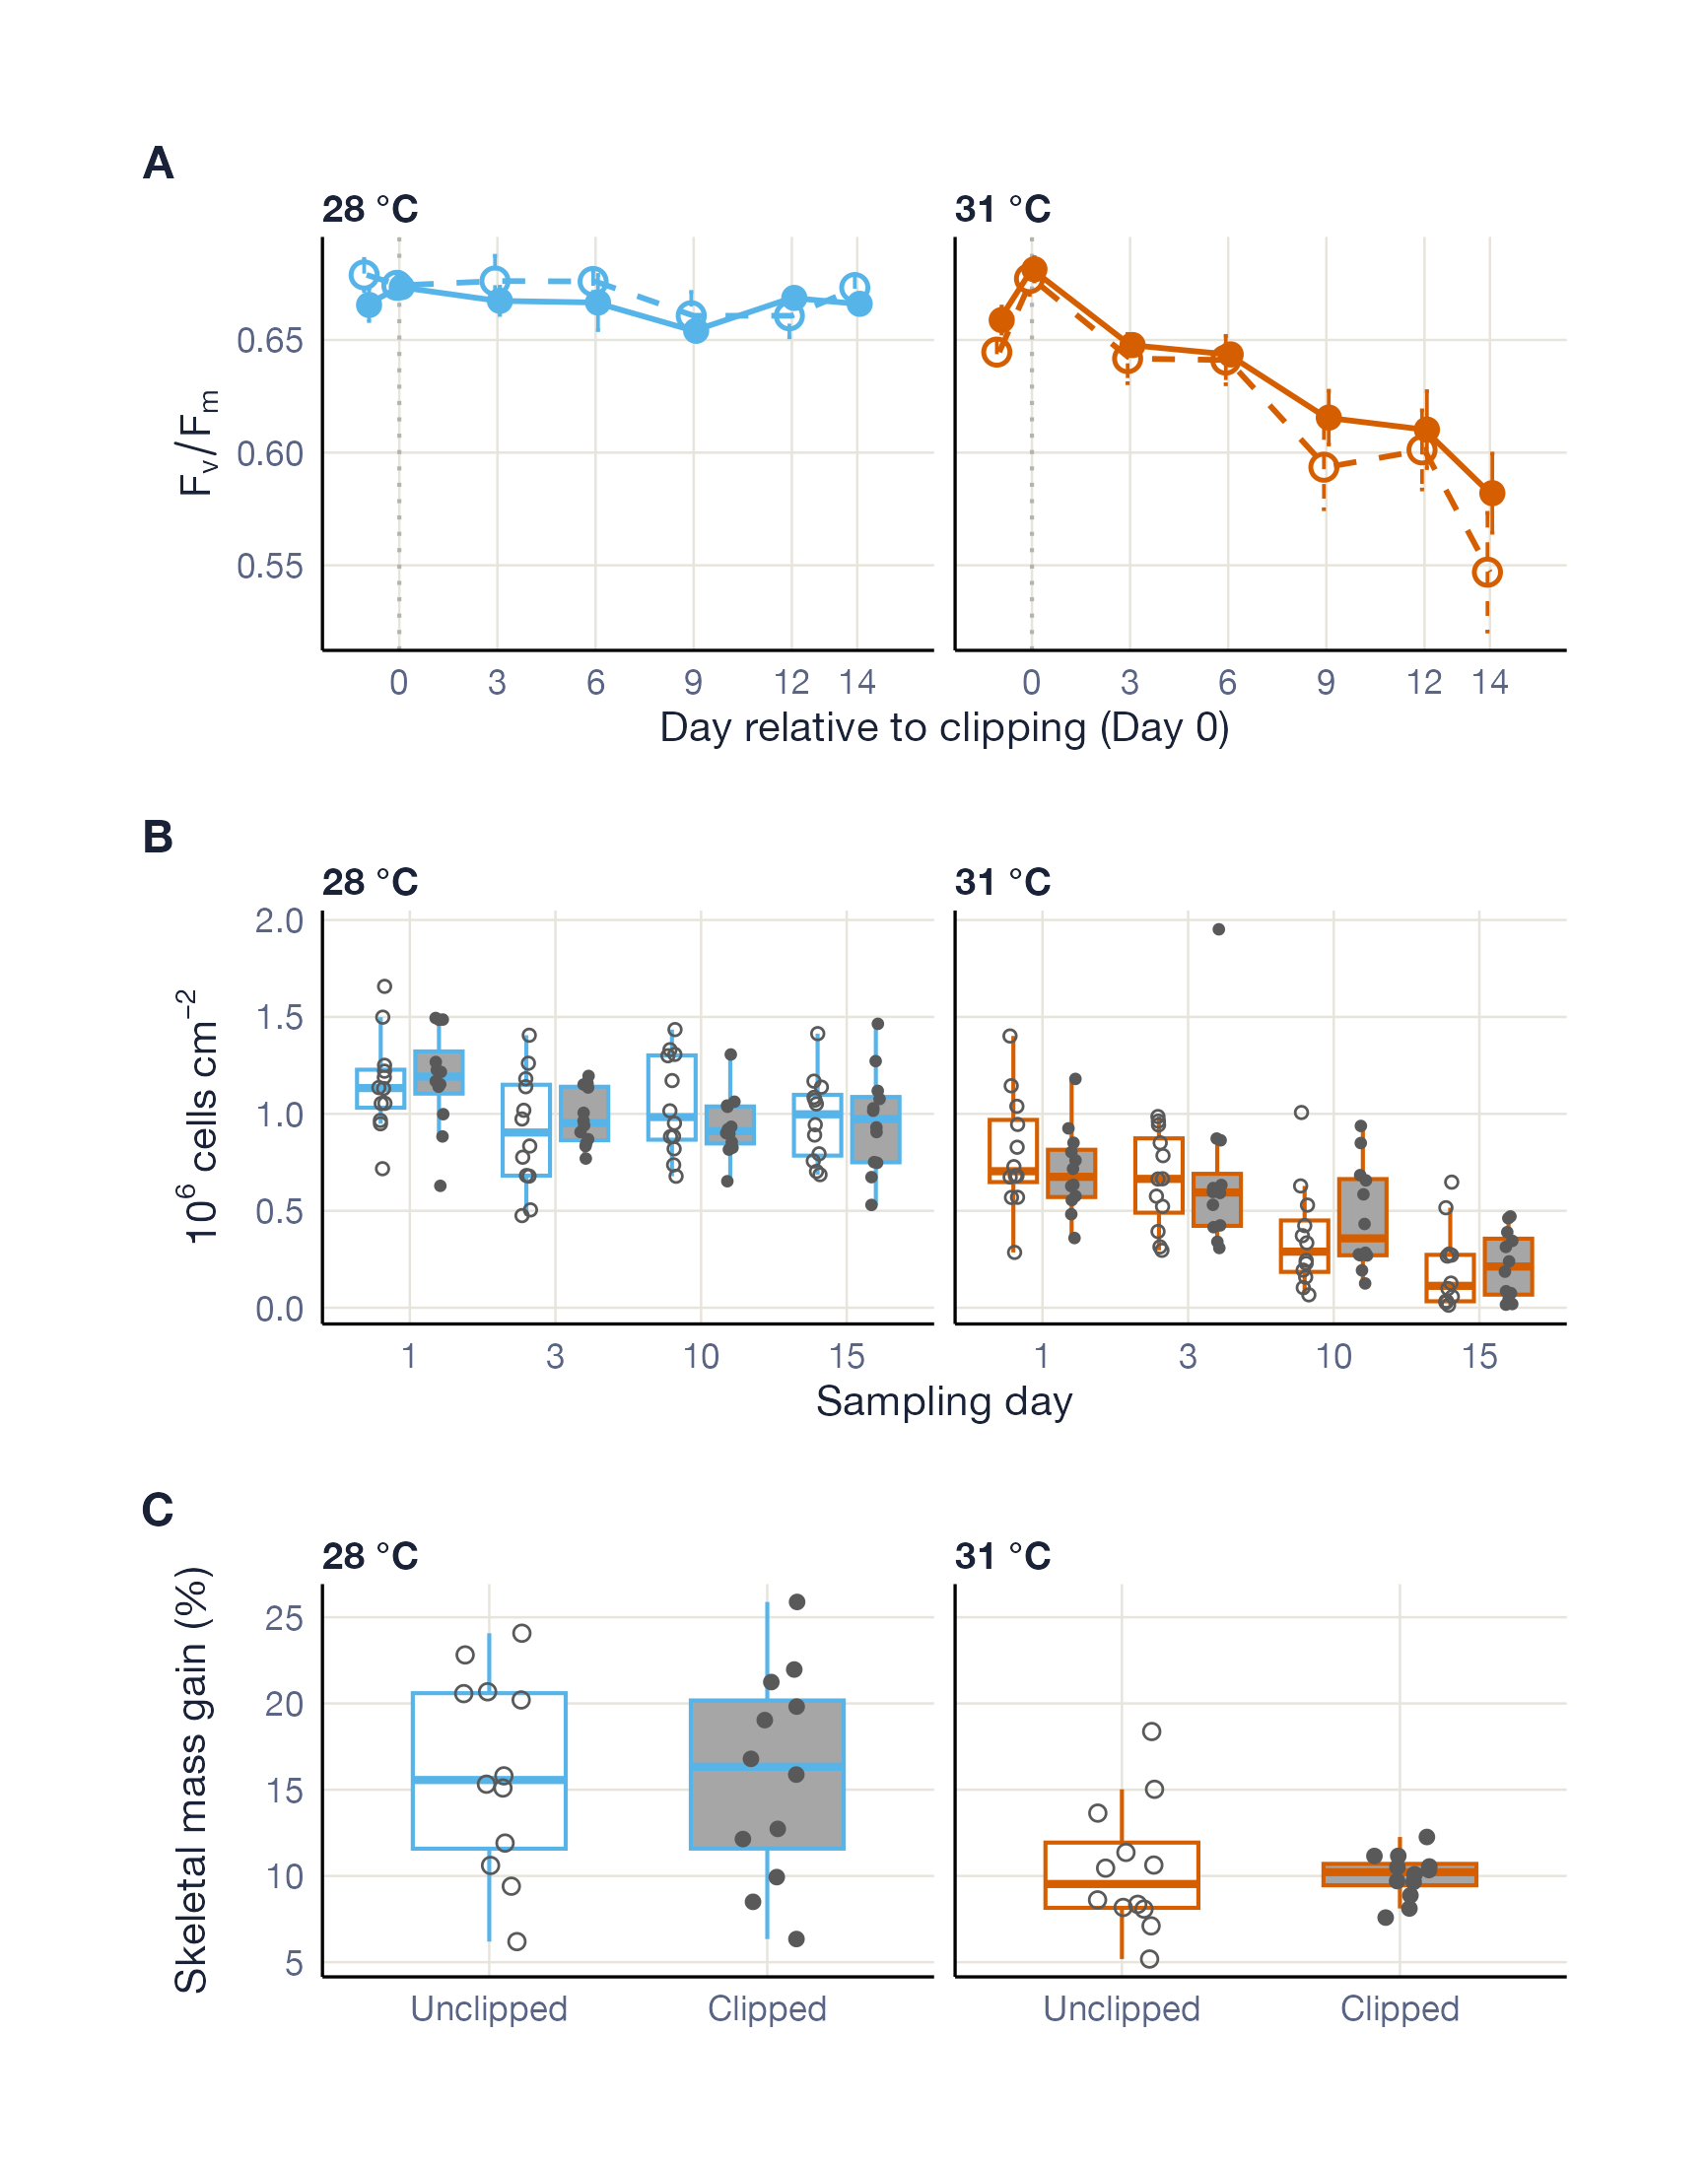 A
28 °C 31 °C
Fv/Fm
0.65
0.60
0.55
0 3 6 9 12 14 0 3 6 9 12 14
Day relative to clipping (Day 0)
B
28 °C 31 °C
10⁶ cells cm⁻²
2.0
1.5
1.0
0.5
0.0
1 3 10 15 1 3 10 15
Sampling day
C
28 °C 31 °C
Skeletal mass gain (%)
25
20
15
10
5
Unclipped Clipped Unclipped Clipped